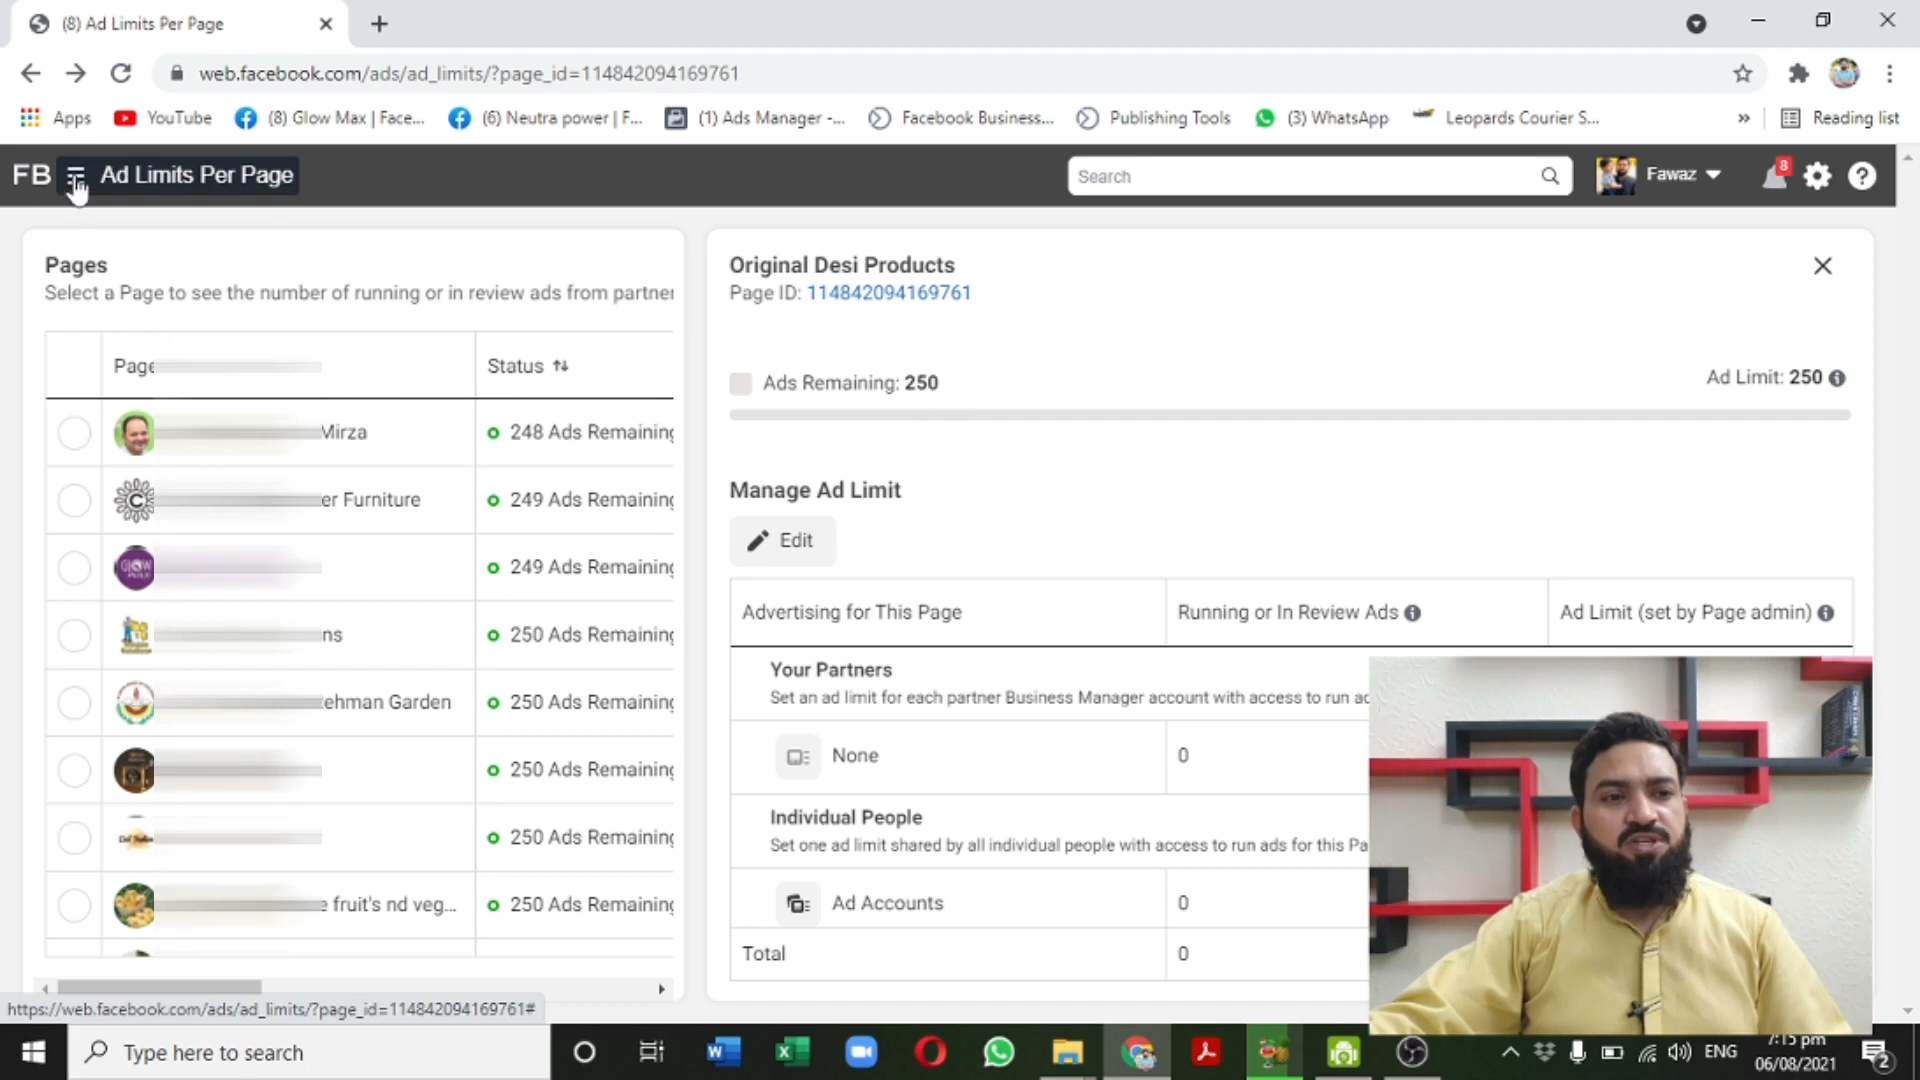 (8) Ad Limits Per Page
web.facebook.com/ads/ad_limits/?page_id=114842094169761
Apps
YouTube
(8) Glow Max | Face...
(6) Neutra power | F...
(1) Ads Manager -...
Facebook Business...
Publishing Tools
(3) WhatsApp
Leopards Courier S...
»
Reading list
FB
Ad Limits Per Page
Search
Fawaz
8
Pages
Select a Page to see the number of running or in review ads from partner
Page
Status
Mirza
248 Ads Remaining
er Furniture
249 Ads Remaining
GLOW
249 Ads Remaining
ns
250 Ads Remaining
ehman Garden
250 Ads Remaining
250 Ads Remaining
250 Ads Remaining
e fruit's nd veg...
250 Ads Remaining
Original Desi Products
Page ID: 114842094169761
Ads Remaining: 250
Ad Limit: 250
Manage Ad Limit
Edit
Advertising for This Page
Running or In Review Ads
Ad Limit (set by Page admin)
Your Partners
Set an ad limit for each partner Business Manager account with access to run ad
None
0
Individual People
Set one ad limit shared by all individual people with access to run ads for this Pa
Ad Accounts
0
Total
0
https://web.facebook.com/ads/ad_limits/?page_id=114842094169761#
Type here to search
ENG
7:15 pm
06/08/2021
2